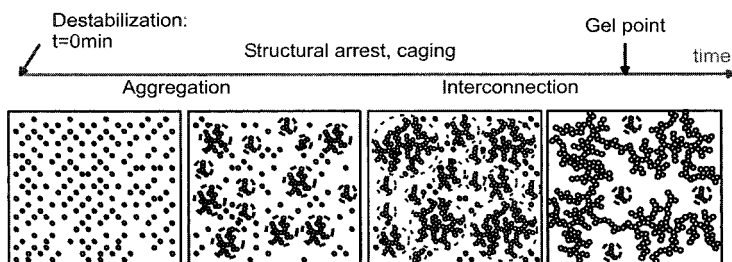 Destabilization:
t=0min
Gel point
Structural arrest, caging
time
Aggregation
Interconnection